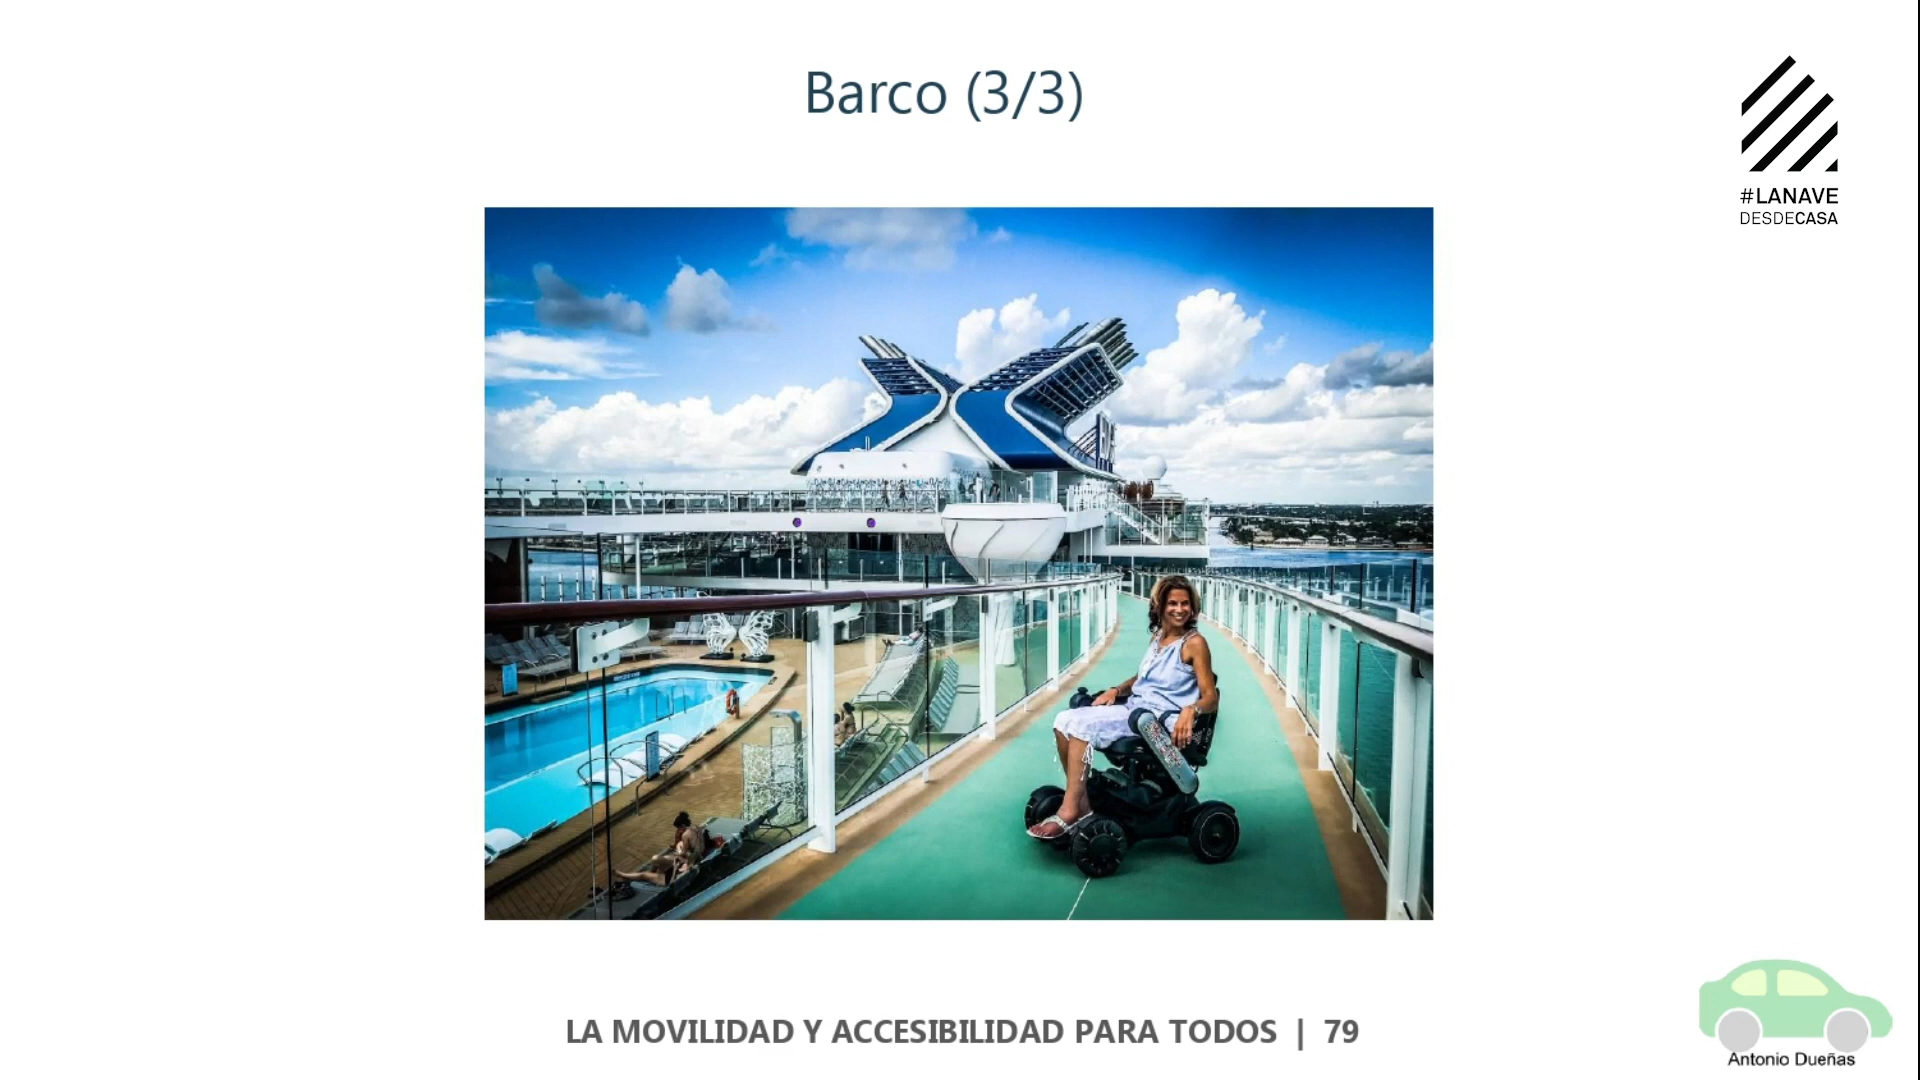 Barco (3/3)
#LANAVE
DESDECASA
LA MOVILIDAD Y ACCESIBILIDAD PARA TODOS | 79
Antonio Dueñas